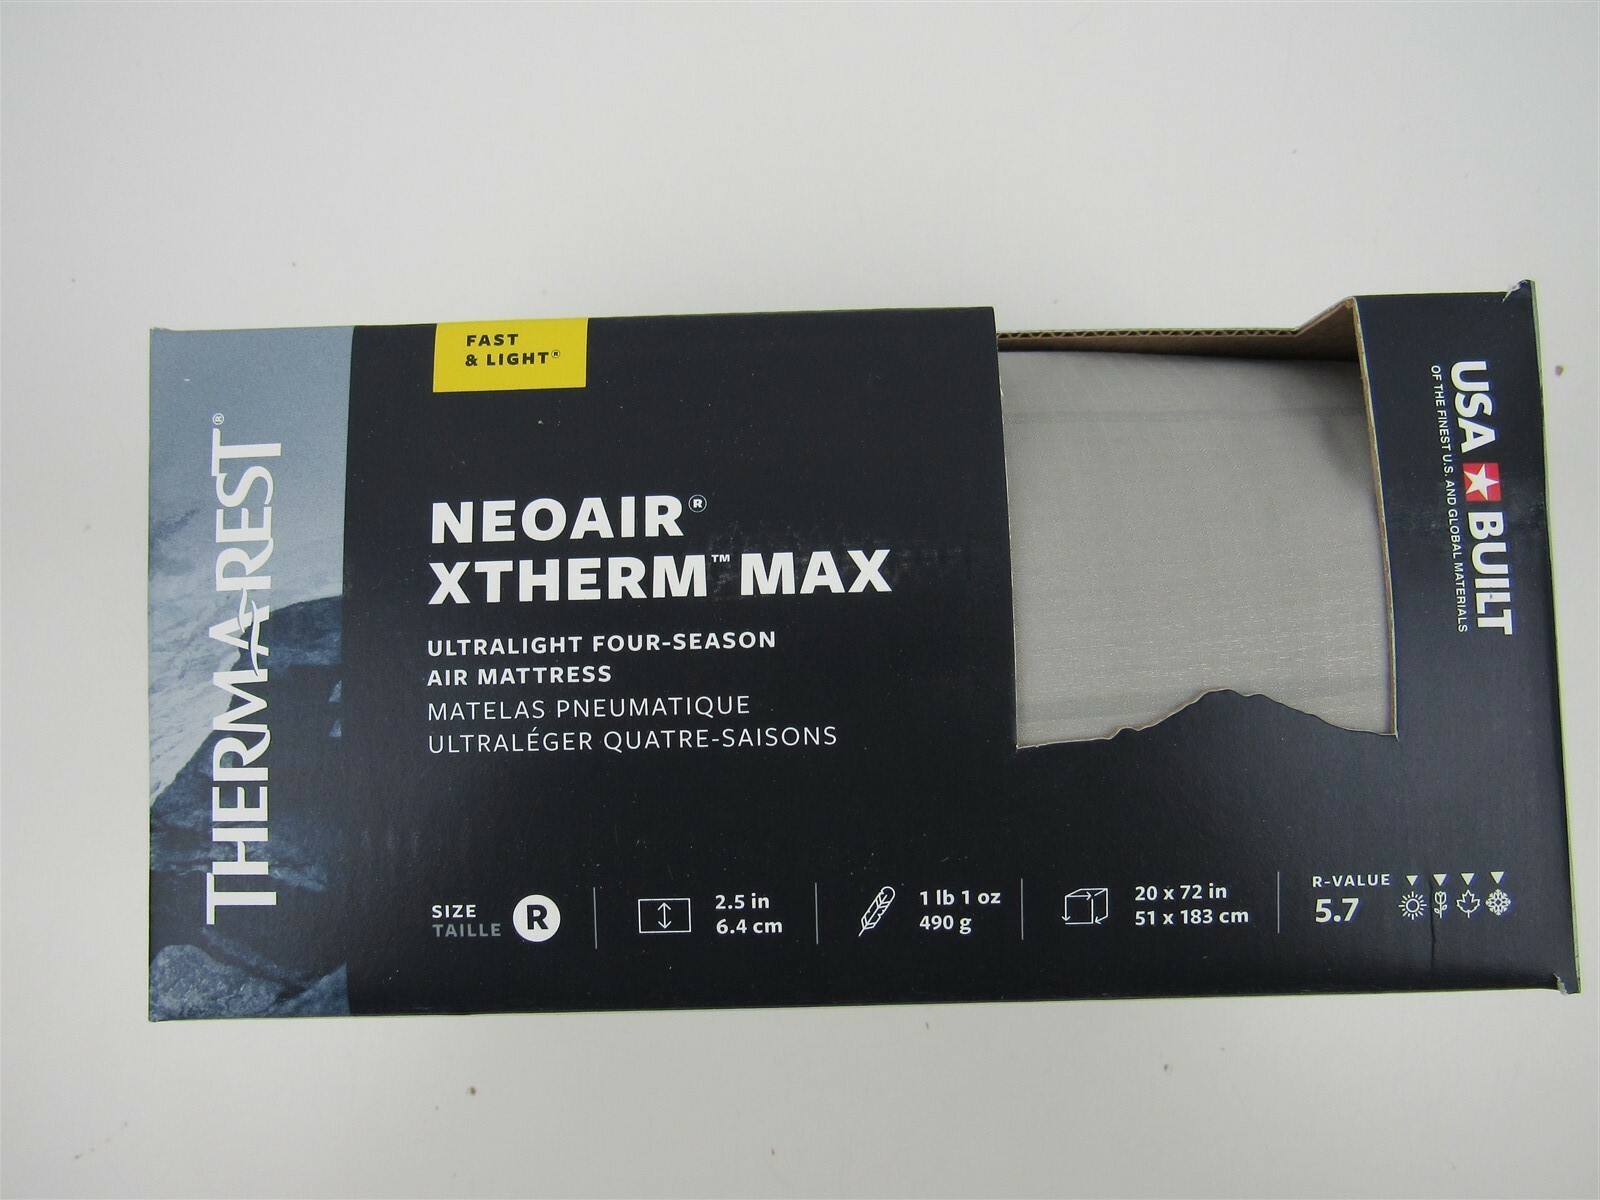 THERMAREST®
FAST
& LIGHT®
NEOAIR®
XTHERM™ MAX
ULTRALIGHT FOUR-SEASON
AIR MATTRESS
MATELAS PNEUMATIQUE
ULTRALÉGER QUATRE-SAISONS
SIZE
TAILLE
R
2.5 in
6.4 cm
1 lb 1 oz
490 g
20 x 72 in
51 x 183 cm
R-VALUE
5.7
USA BUILT
OF THE FINEST U.S. AND GLOBAL MATERIALS